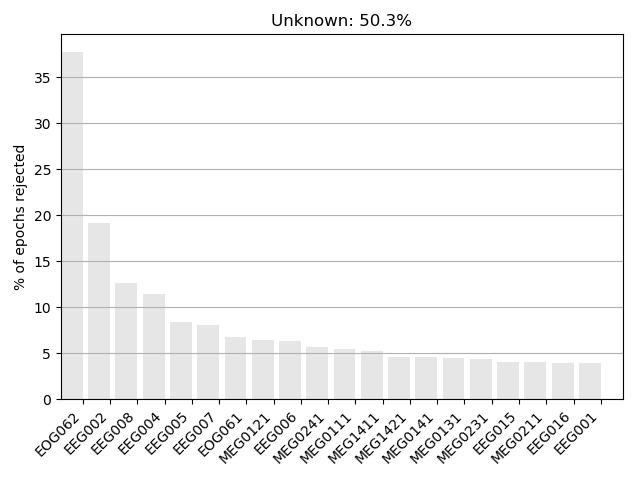 Unknown: 50.3%
% of epochs rejected
35
30
25
20
15
10
5
0
EOG062
EEG002
EEG008
EEG004
EEG005
EEG007
EOG061
MEG0121
EEG006
MEG0241
MEG0111
MEG1411
MEG1421
MEG0141
MEG0131
MEG0231
EEG015
MEG0211
EEG016
EEG001